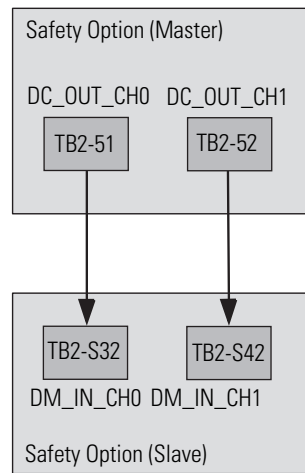 Safety Option (Master)
DC_OUT_CH0 DC_OUT_CH1
TB2-51 TB2-52
TB2-S32 TB2-S42
DM_IN_CH0 DM_IN_CH1
Safety Option (Slave)